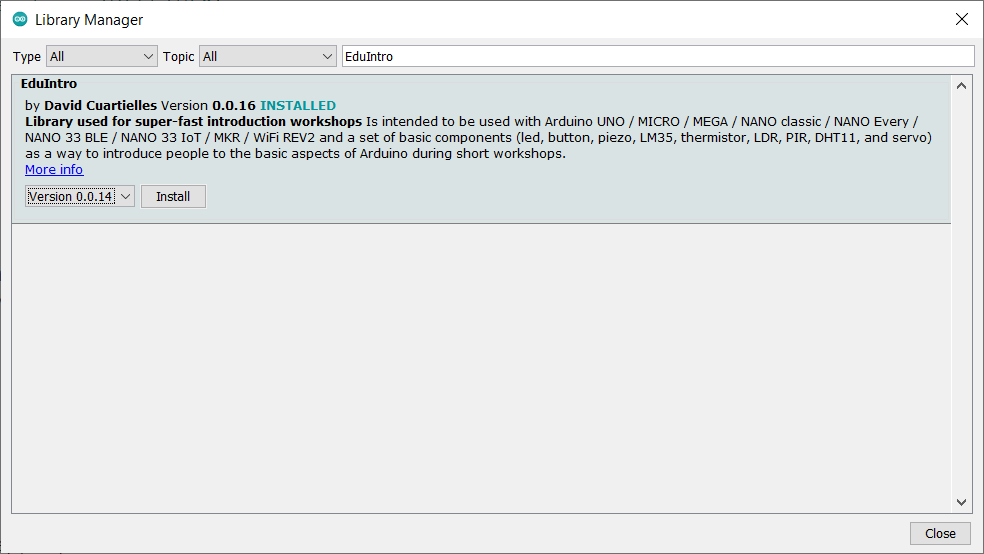 Library Manager
Type All Topic All EduIntro
EduIntro
by David Cuartielles Version 0.0.16 INSTALLED
Library used for super-fast introduction workshops Is intended to be used with Arduino UNO / MICRO / MEGA / NANO classic / NANO Every /
NANO 33 BLE / NANO 33 IoT / MKR / WiFi REV2 and a set of basic components (led, button, piezo, LM35, thermistor, LDR, PIR, DHT11, and servo)
as a way to introduce people to the basic aspects of Arduino during short workshops.
More info
Version 0.0.14 Install
Close